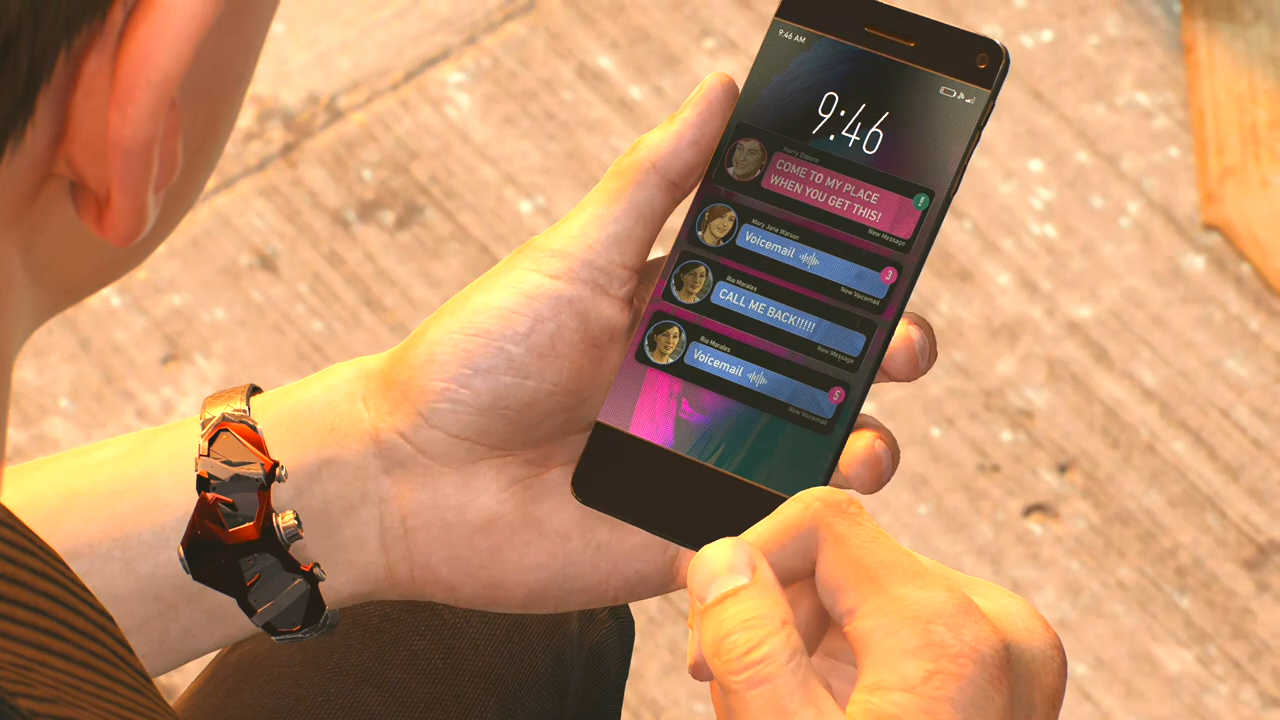 9:46 AM
9:46
Harry Osborn
COME TO MY PLACE
WHEN YOU GET THIS!
!
New Message
Mary Jane Watson
Voicemail
3
New Voicemail
Rio Morales
CALL ME BACK!!!!!
New Message
Rio Morales
Voicemail
5
New Voicemail